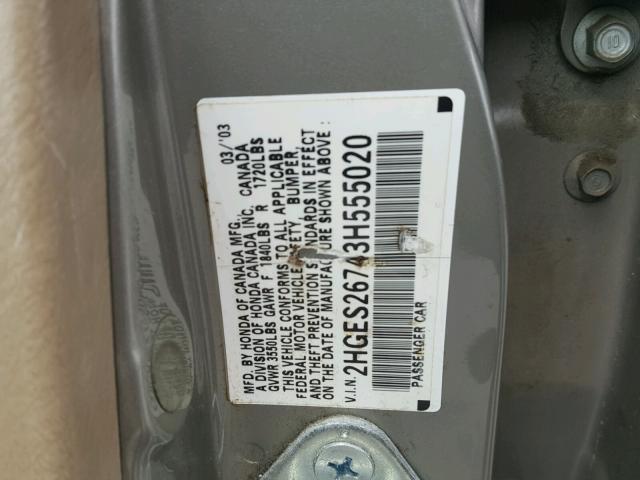 MFD. BY HONDA OF CANADA MFG. 03/'03
A DIVISION OF HONDA CANADA INC., CANADA
GVWR 3550LBS GAWR F 1840LBS R 1720LBS
THIS VEHICLE CONFORMS TO ALL APPLICABLE
FEDERAL MOTOR VEHICLE SAFETY, BUMPER,
AND THEFT PREVENTION STANDARDS IN EFFECT
ON THE DATE OF MANUFACTURE SHOWN ABOVE :
V.I.N.: 
PASSENGER CAR
10